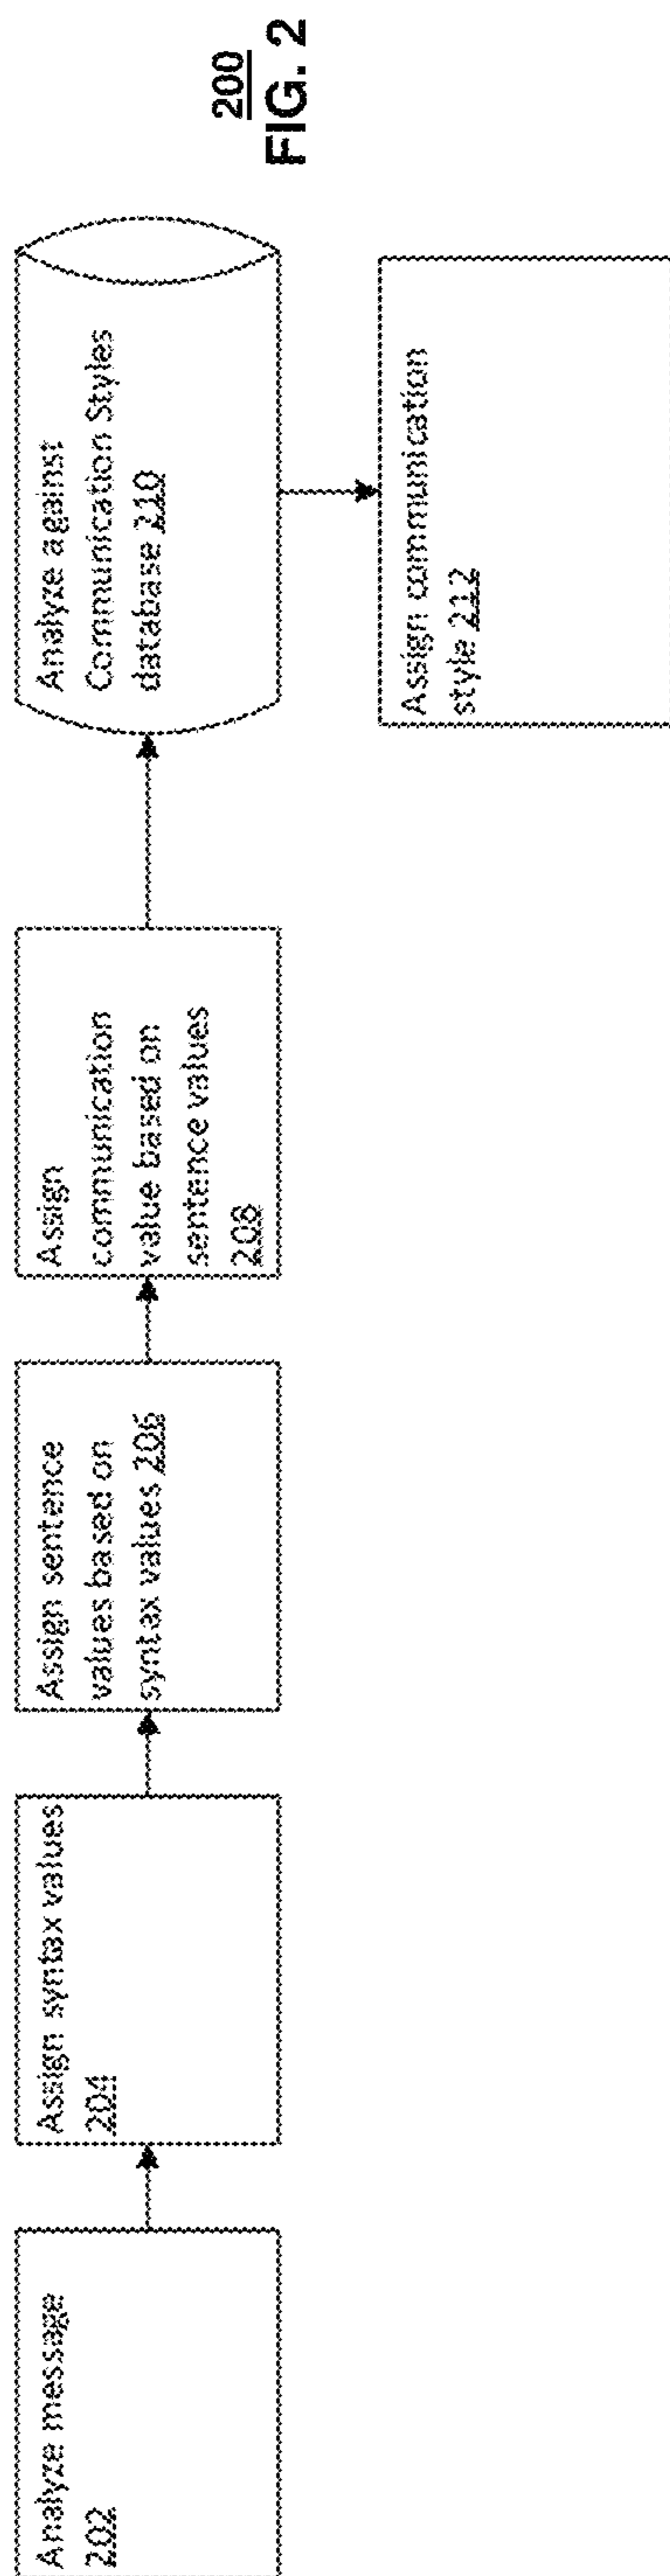 Analyze message
202
Assign syntax values
204
Assign sentence
values based on
syntax values 206
Assign
communication
value based on
sentence values
208
Analyze against
Communication Styles
database 210
Assign communication
style 212
200
FIG. 2